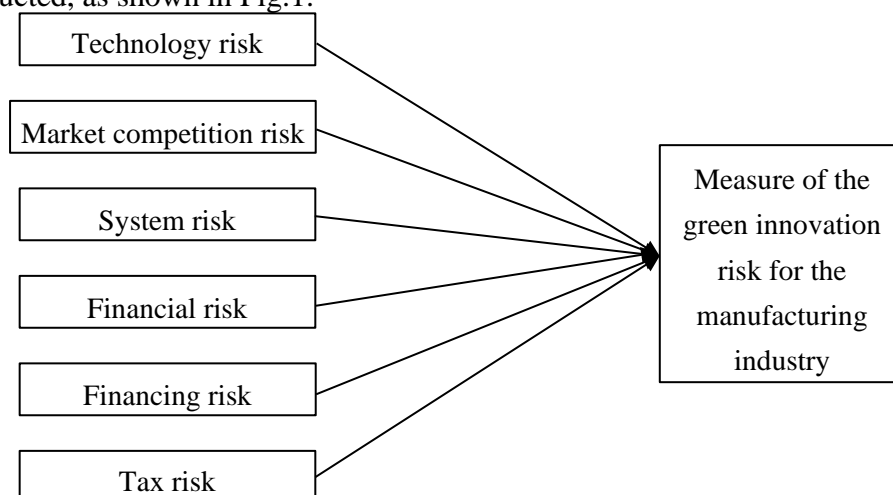 ucted, as shown in Fig.1.
Technology risk
Market competition risk
System risk
Financial risk
Financing risk
Tax risk
Measure of the
green innovation
risk for the
manufacturing
industry